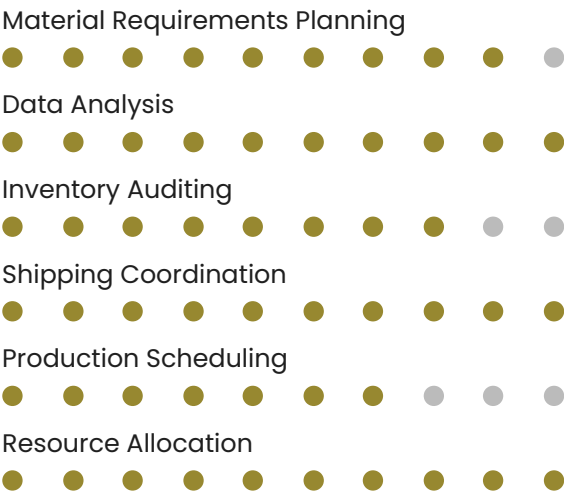 Material Requirements Planning
Data Analysis
Inventory Auditing
Shipping Coordination
Production Scheduling
Resource Allocation